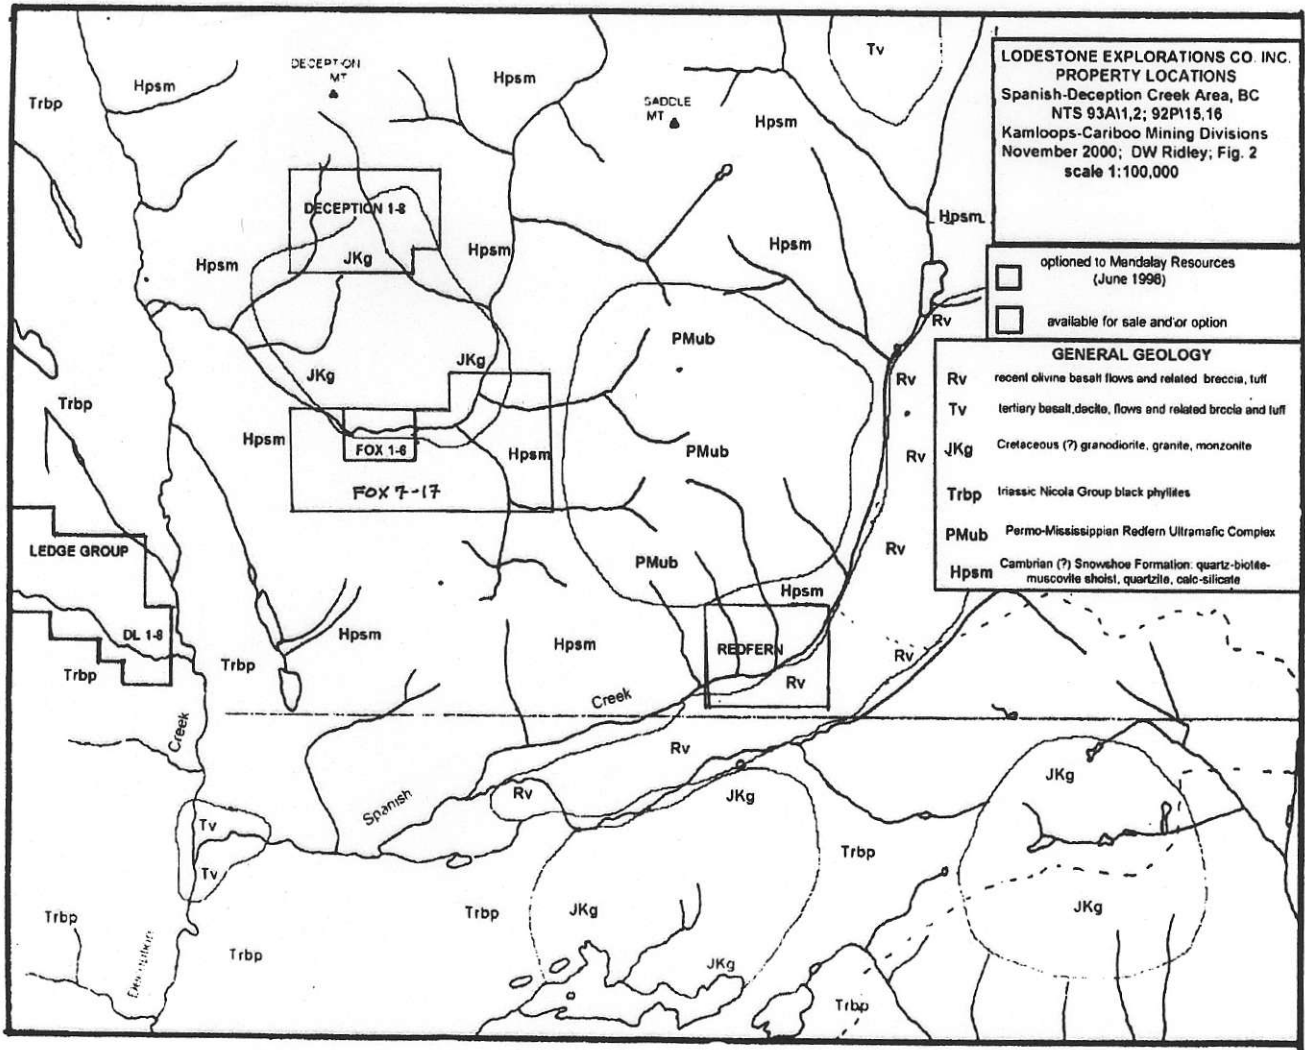 LODESTONE EXPLORATIONS CO. INC.
PROPERTY LOCATIONS
Spanish-Deception Creek Area, BC
NTS 93A\1,2; 92P\15,16
Kamloops-Cariboo Mining Divisions
November 2000; DW Ridley; Fig. 2
scale 1:100,000
optioned to Mandalay Resources
(June 1998)
available for sale and/or option
GENERAL GEOLOGY
Rv recent olivine basalt flows and related breccia, tuff
Tv tertiary basalt,dacite, flows and related brccia and tuff
JKg Cretaceous (?) granodiorite, granite, monzonite
Trbp triassic Nicola Group black phyllites
PMub Permo-Mississippian Redfern Ultramafic Complex
Hpsm Cambrian (?) Snowshoe Formation: quartz-biotite-
muscovite shoist, quartzite, calc-silicate
Tv
DECEPTION
MT
Hpsm
Hpsm
Trbp
SADDLE
MT
Hpsm
DECEPTION 1-8
Hpsm
Hpsm
Hpsm
JKg
Hpsm
Rv
PMub
JKg
JKg
Rv
Trbp
Hpsm
FOX 1-6
Hpsm
PMub
Rv
FOX 7-17
LEDGE GROUP
Rv
PMub
Hpsm
DL 1-8
Hpsm
Hpsm
REDFERN
Rv
Trbp
Trbp
Rv
Creek
Creek
Rv
JKg
Rv
JKg
Spanish
Tv
Trbp
Tv
Trbp
Trbp
JKg
JKg
Trbp
JKg
Deception
Trbp